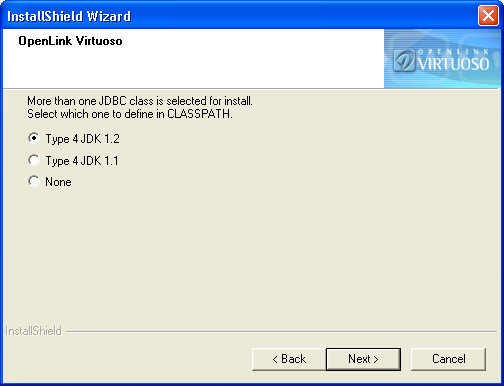 InstallShield Wizard
OpenLink Virtuoso
OPENLINK
VIRTUOSO
More than one JDBC class is selected for install.
Select which one to define in CLASSPATH.
Type 4 JDK 1.2
Type 4 JDK 1.1
None
InstallShield
< Back
Next >
Cancel